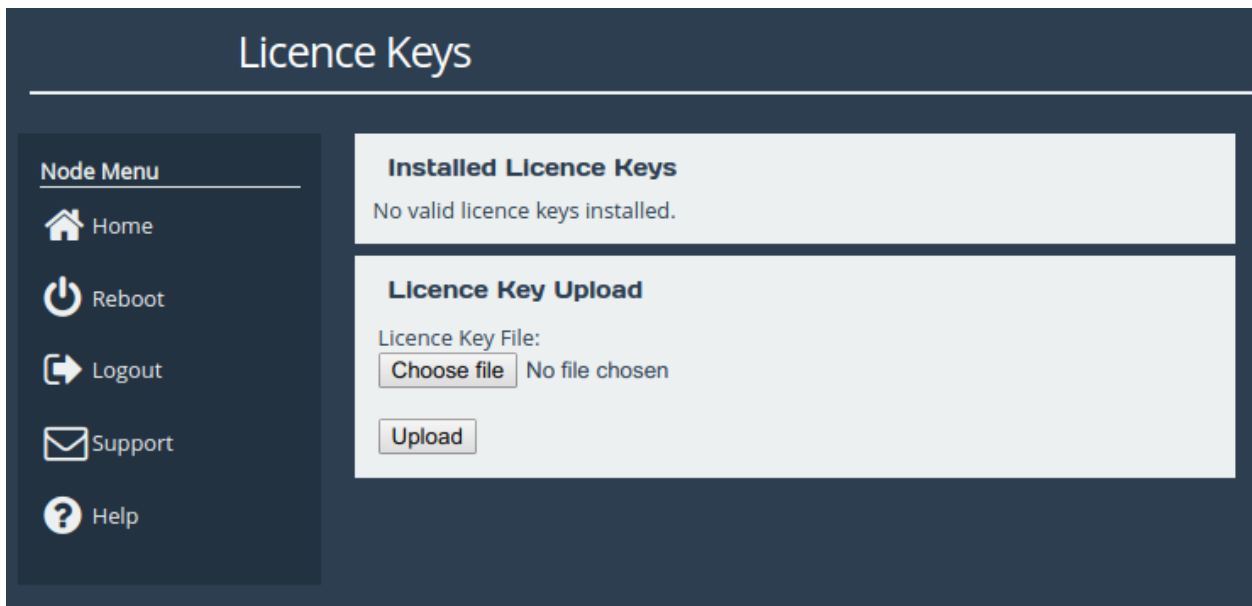 Licence Keys
Node Menu
Home
Reboot
Logout
Support
Help
Installed Licence Keys
No valid licence keys installed.
Licence Key Upload
Licence Key File:
Choose file No file chosen
Upload